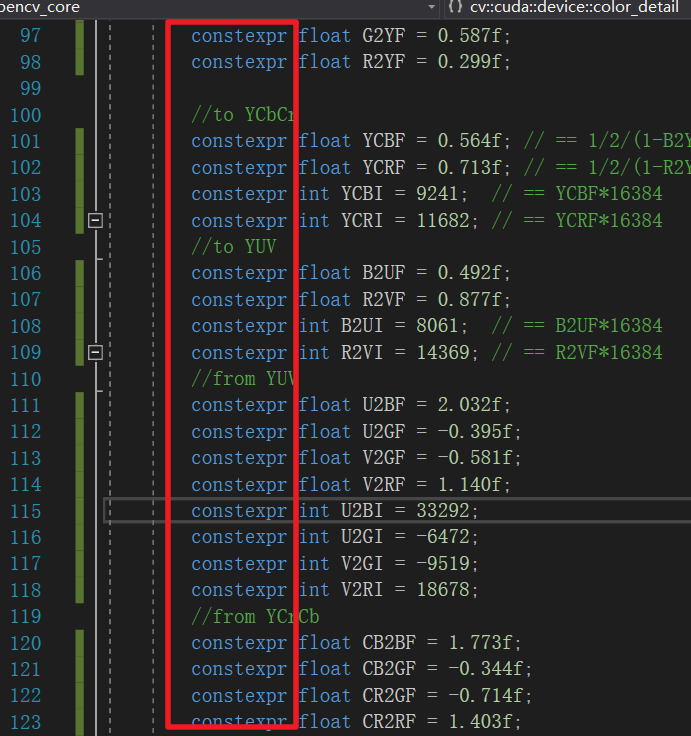 pencv_core {} cv::cuda::device::color_detail
97 constexpr float G2YF = 0.587f;
98 constexpr float R2YF = 0.299f;
99
100 //to YCbCr
101 constexpr float YCBF = 0.564f; // == 1/2/(1-B2Y
102 constexpr float YCRF = 0.713f; // == 1/2/(1-R2Y
103 constexpr int YCBI = 9241; // == YCBF*16384
104 constexpr int YCRI = 11682; // == YCRF*16384
105 //to YUV
106 constexpr float B2UF = 0.492f;
107 constexpr float R2VF = 0.877f;
108 constexpr int B2UI = 8061; // == B2UF*16384
109 constexpr int R2VI = 14369; // == R2VF*16384
110 //from YUV
111 constexpr float U2BF = 2.032f;
112 constexpr float U2GF = -0.395f;
113 constexpr float V2GF = -0.581f;
114 constexpr float V2RF = 1.140f;
115 constexpr int U2BI = 33292;
116 constexpr int U2GI = -6472;
117 constexpr int V2GI = -9519;
118 constexpr int V2RI = 18678;
119 //from YCrCb
120 constexpr float CB2BF = 1.773f;
121 constexpr float CB2GF = -0.344f;
122 constexpr float CR2GF = -0.714f;
123 constexpr float CR2RF = 1.403f;